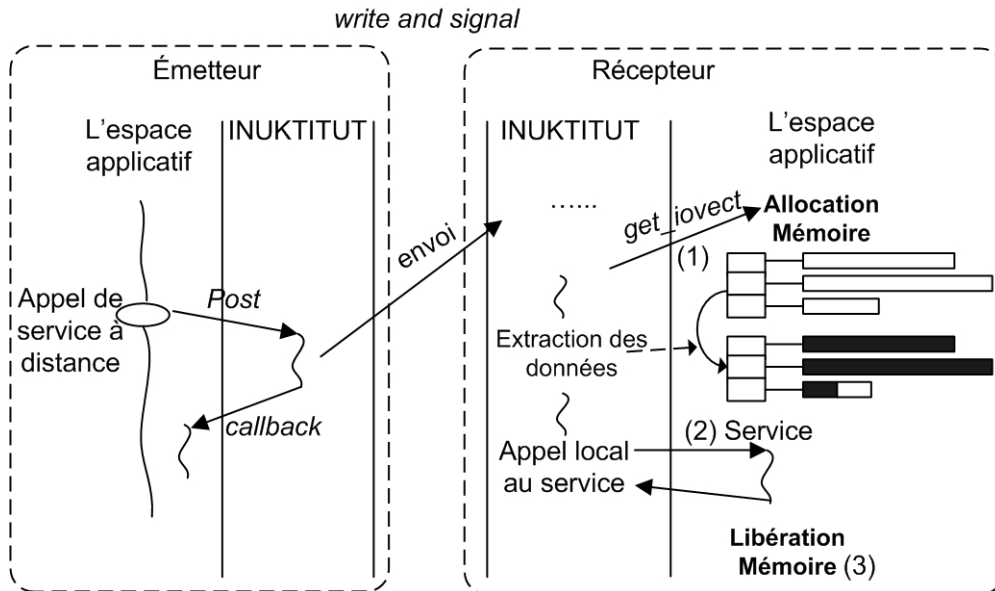 write and signal
Émetteur
L'espace
applicatif
INUKTITUT
Appel de
service à
distance
Post
callback
envoi
Récepteur
INUKTITUT
L'espace
applicatif
......
get_iovect
(1)
Allocation
Mémoire
Extraction des
données
Appel local
au service
(2) Service
Libération
Mémoire (3)